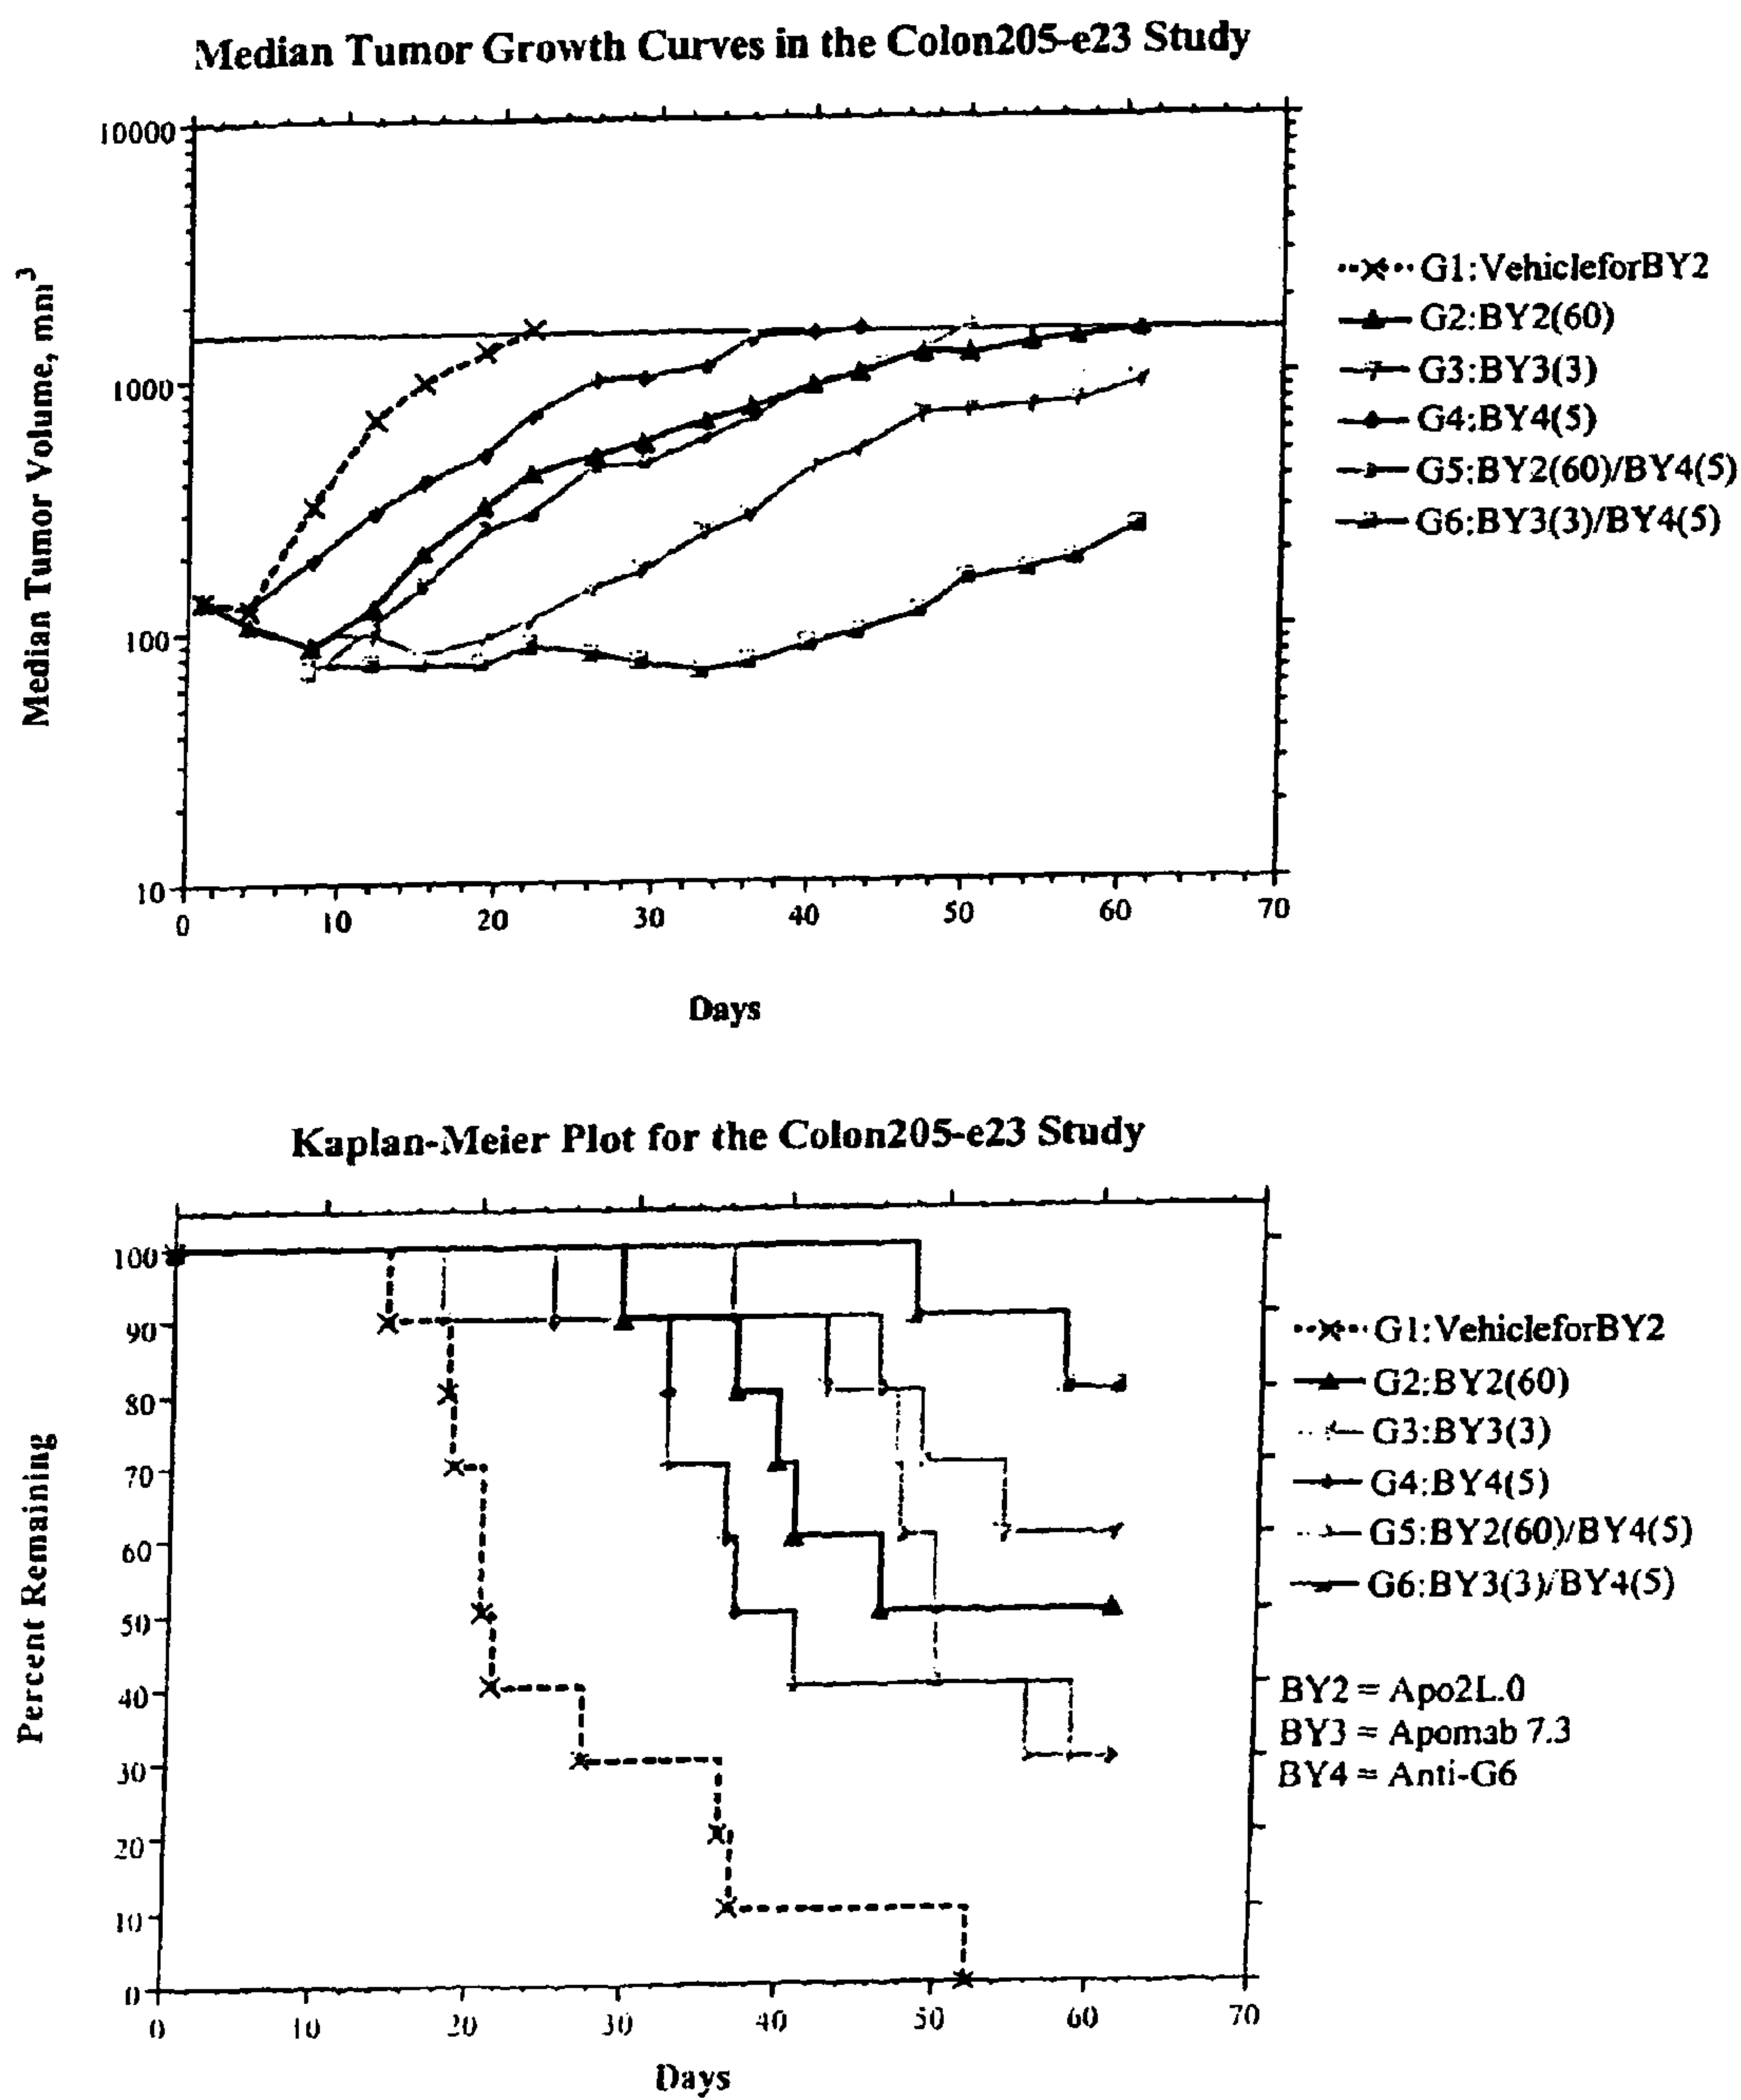 Median Tumor Growth Curves in the Colon205-e23 Study
Median Tumor Volume, mm³
10000
1000
100
10
0 10 20 30 40 50 60 70
Days
G1:VehicleforBY2
G2:BY2(60)
G3:BY3(3)
G4:BY4(5)
G5:BY2(60)/BY4(5)
G6:BY3(3)/BY4(5)
Kaplan-Meier Plot for the Colon205-e23 Study
Percent Remaining
100
90
80
70
60
50
40
30
20
10
0
0 10 20 30 40 50 60 70
Days
G1:VehicleforBY2
G2:BY2(60)
G3:BY3(3)
G4:BY4(5)
G5:BY2(60)/BY4(5)
G6:BY3(3)/BY4(5)
BY2 = Apo2L.0
BY3 = Apomab 7.3
BY4 = Anti-G6